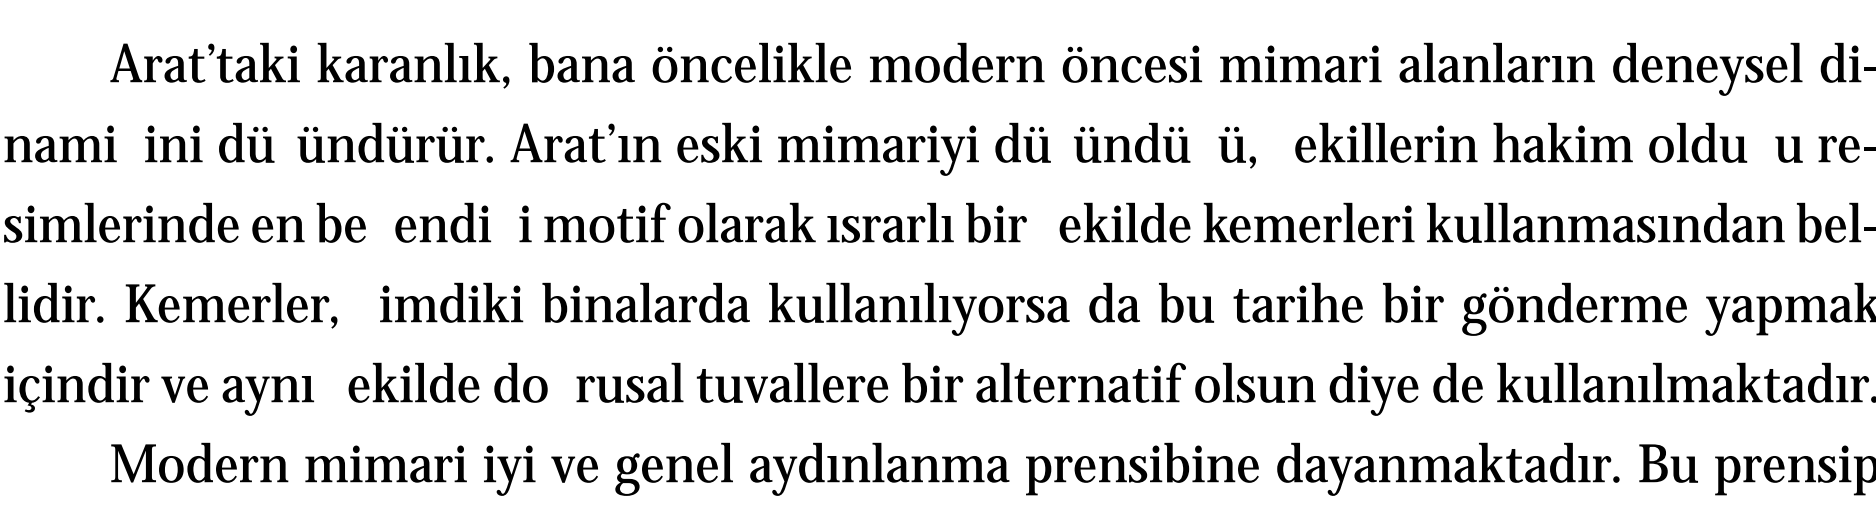 Arat’taki karanlık, bana öncelikle modern öncesi mimari alanların deneysel di-
nami ini dü ündürür. Arat’ın eski mimariyi dü ündü ü, ekillerin hakim oldu u re-
simlerinde en be endi i motif olarak ısrarlı bir ekilde kemerleri kullanmasından bel-
lidir. Kemerler, imdiki binalarda kullanılıyorsa da bu tarihe bir gönderme yapmak
içindir ve aynı ekilde do rusal tuvallere bir alternatif olsun diye de kullanılmaktadır.
Modern mimari iyi ve genel aydınlanma prensibine dayanmaktadır. Bu prensip